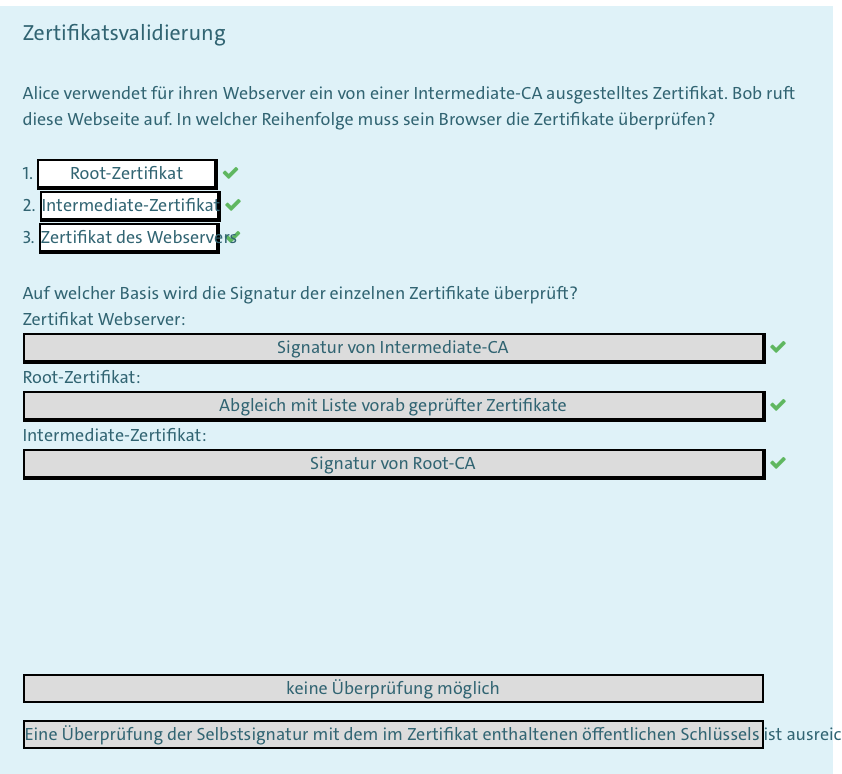 Zertifikatsvalidierung
Alice verwendet für ihren Webserver ein von einer Intermediate-CA ausgestelltes Zertifikat. Bob ruft
diese Webseite auf. In welcher Reihenfolge muss sein Browser die Zertifikate überprüfen?
1. Root-Zertifikat
2. Intermediate-Zertifikat
3. Zertifikat des Webservers
Auf welcher Basis wird die Signatur der einzelnen Zertifikate überprüft?
Zertifikat Webserver:
Signatur von Intermediate-CA
Root-Zertifikat:
Abgleich mit Liste vorab geprüfter Zertifikate
Intermediate-Zertifikat:
Signatur von Root-CA
keine Überprüfung möglich
Eine Überprüfung der Selbstsignatur mit dem im Zertifikat enthaltenen öffentlichen Schlüssels ist ausreic